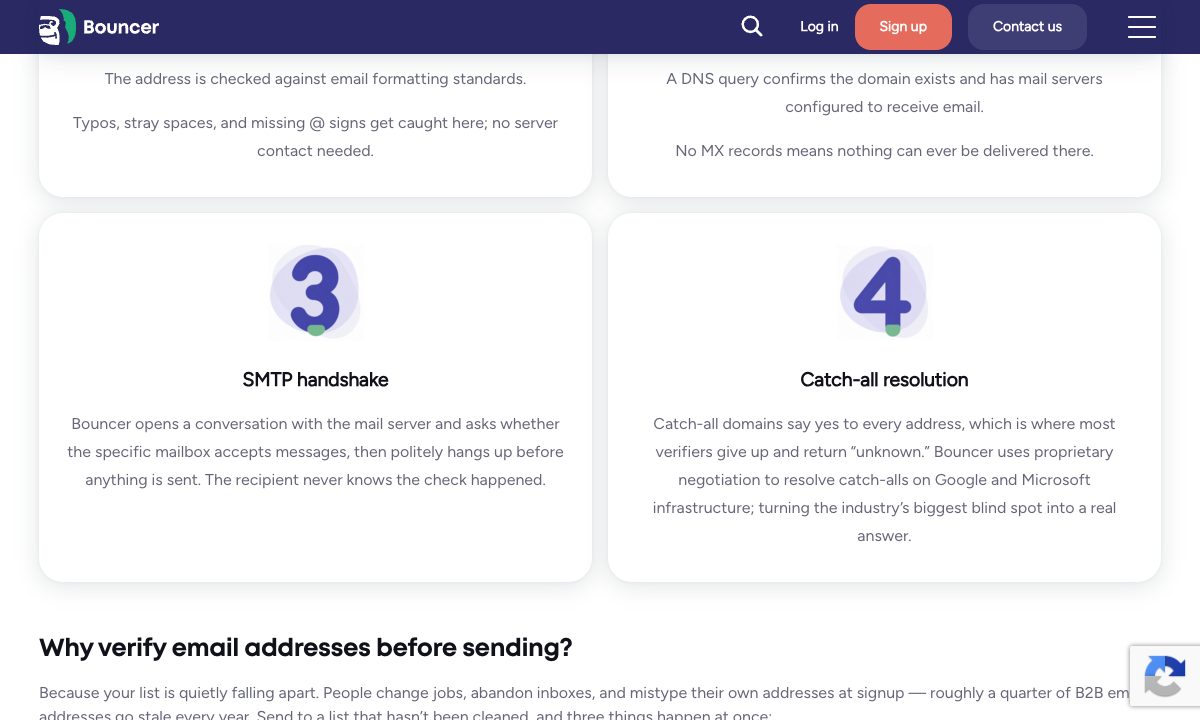 Bouncer
Log in
Sign up
Contact us
The address is checked against email formatting standards.
Typos, stray spaces, and missing @ signs get caught here; no server
contact needed.
A DNS query confirms the domain exists and has mail servers
configured to receive email.
No MX records means nothing can ever be delivered there.
3
SMTP handshake
Bouncer opens a conversation with the mail server and asks whether
the specific mailbox accepts messages, then politely hangs up before
anything is sent. The recipient never knows the check happened.
4
Catch-all resolution
Catch-all domains say yes to every address, which is where most
verifiers give up and return “unknown.” Bouncer uses proprietary
negotiation to resolve catch-alls on Google and Microsoft
infrastructure; turning the industry’s biggest blind spot into a real
answer.
Why verify email addresses before sending?
Because your list is quietly falling apart. People change jobs, abandon inboxes, and mistype their own addresses at signup — roughly a quarter of B2B em
addresses go stale every year. Send to a list that hasn’t been cleaned, and three things happen at once: